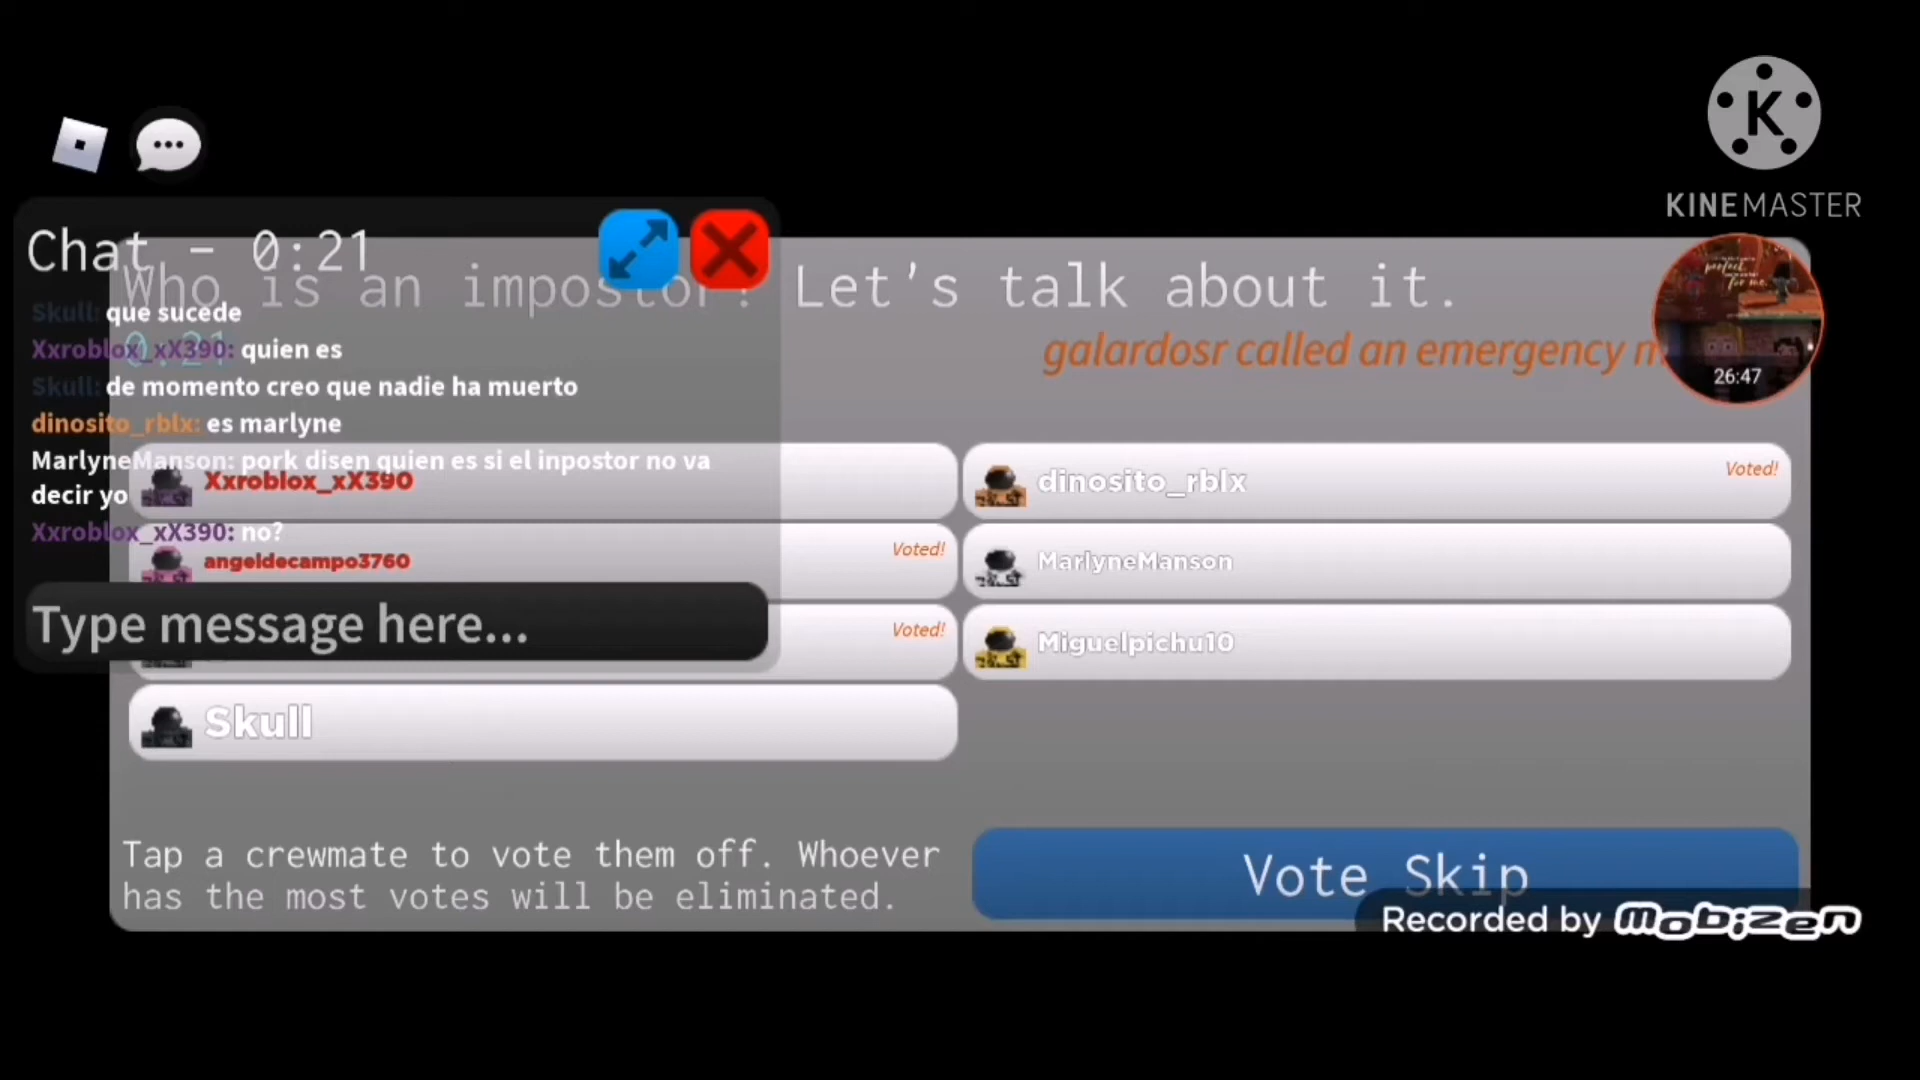 K
KINEMASTER
Chat - 0:21
Who is an impostor? Let's talk about it.
0:21
galardosr called an emergency m
26:47
Skull: que sucede
Xxroblox_xX390: quien es
Skull: de momento creo que nadie ha muerto
dinosito_rblx: es marlyne
MarlyneManson: pork disen quien es si el inpostor no va
decir yo
Xxroblox_xX390: no?
Type message here...
Xxroblox_xX390
dinosito_rblx
Voted!
angeldecampo3760
Voted!
MarlyneManson
Voted!
Miguelpichu10
Skull
Tap a crewmate to vote them off. Whoever
has the most votes will be eliminated.
Vote Skip
Recorded by mobizen